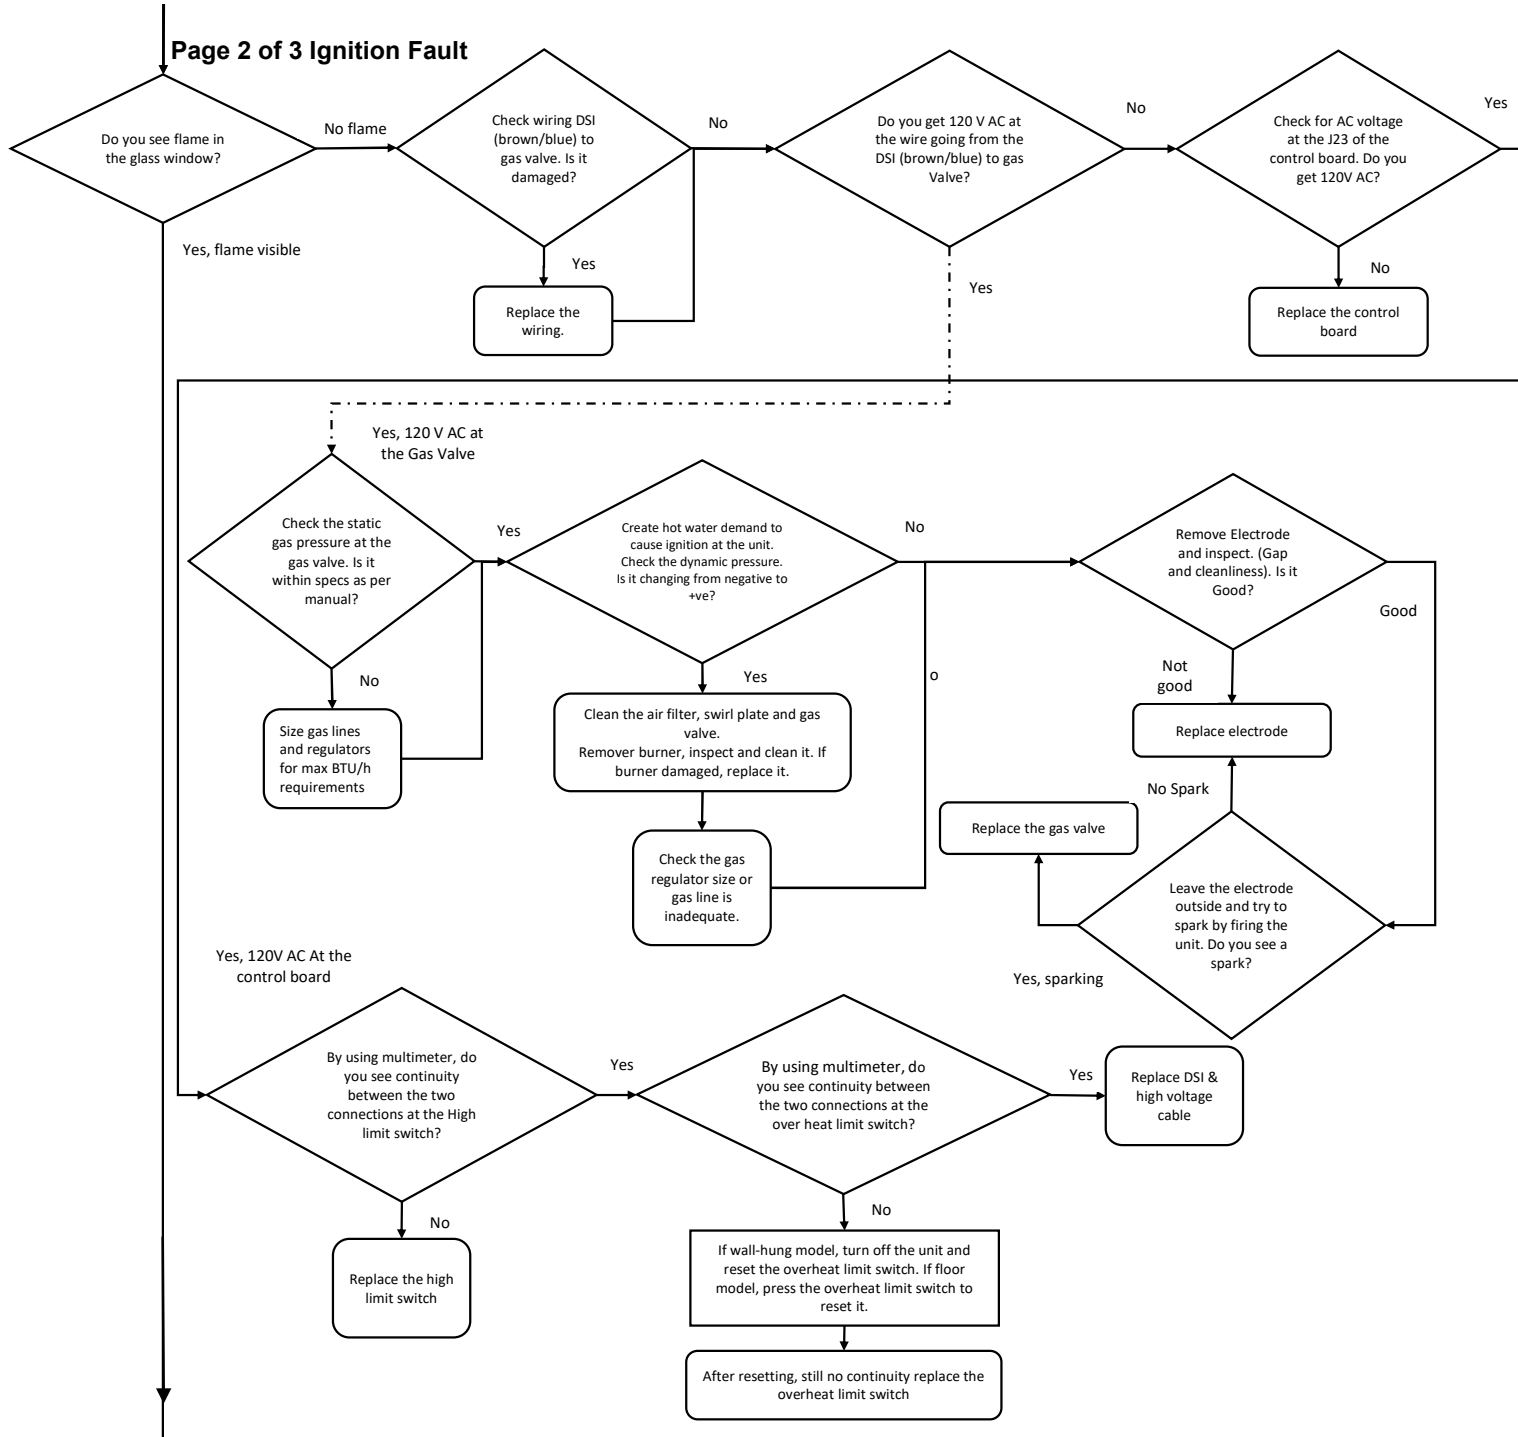 Page 2 of 3 Ignition Fault
Do you see flame in
the glass window?
No flame
Yes, flame visible
Check wiring DSI
(brown/blue) to
gas valve. Is it
damaged?
No
Yes
Replace the
wiring.
Do you get 120 V AC at
the wire going from the
DSI (brown/blue) to gas
Valve?
No
Yes
Check for AC voltage
at the J23 of the
control board. Do you
get 120V AC?
Yes
No
Replace the control
board
Yes, 120 V AC at
the Gas Valve
Check the static
gas pressure at the
gas valve. Is it
within specs as per
manual?
Yes
No
Size gas lines
and regulators
for max BTU/h
requirements
Create hot water demand to
cause ignition at the unit.
Check the dynamic pressure.
Is it changing from negative to
+ve?
No
Yes
Clean the air filter, swirl plate and gas
valve.
Remover burner, inspect and clean it. If
burner damaged, replace it.
Check the gas
regulator size or
gas line is
inadequate.
o
Remove Electrode
and inspect. (Gap
and cleanliness). Is it
Good?
Good
Not
good
Replace electrode
No Spark
Replace the gas valve
Leave the electrode
outside and try to
spark by firing the
unit. Do you see a
spark?
Yes, sparking
Yes, 120V AC At the
control board
By using multimeter, do
you see continuity
between the two
connections at the High
limit switch?
Yes
No
Replace the high
limit switch
By using multimeter, do
you see continuity between
the two connections at the
over heat limit switch?
Yes
Replace DSI &
high voltage
cable
No
If wall-hung model, turn off the unit and
reset the overheat limit switch. If floor
model, press the overheat limit switch to
reset it.
After resetting, still no continuity replace the
overheat limit switch